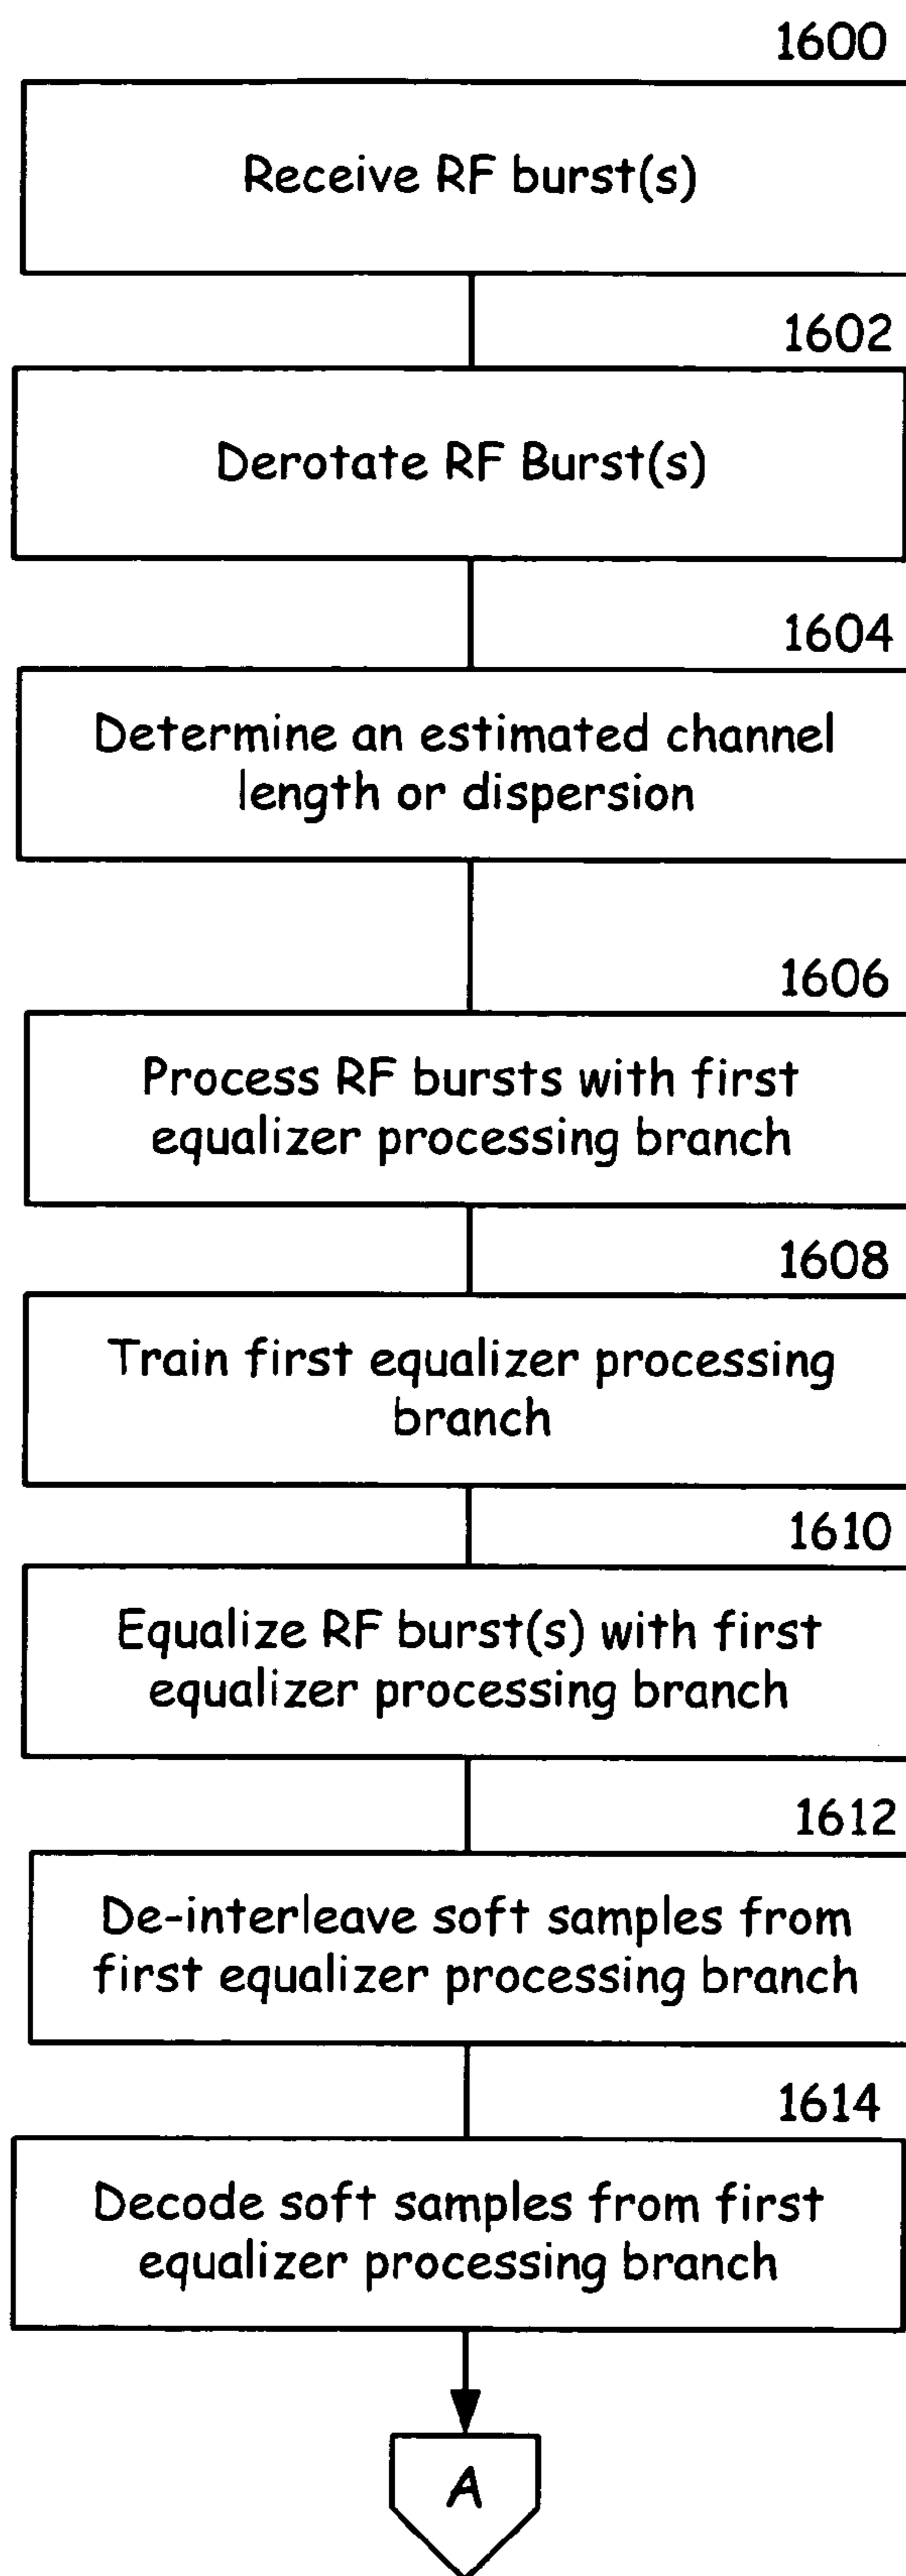 1600
Receive RF burst(s)
1602
Derotate RF Burst(s)
1604
Determine an estimated channel
length or dispersion
1606
Process RF bursts with first
equalizer processing branch
1608
Train first equalizer processing
branch
1610
Equalize RF burst(s) with first
equalizer processing branch
1612
De-interleave soft samples from
first equalizer processing branch
1614
Decode soft samples from first
equalizer processing branch
A